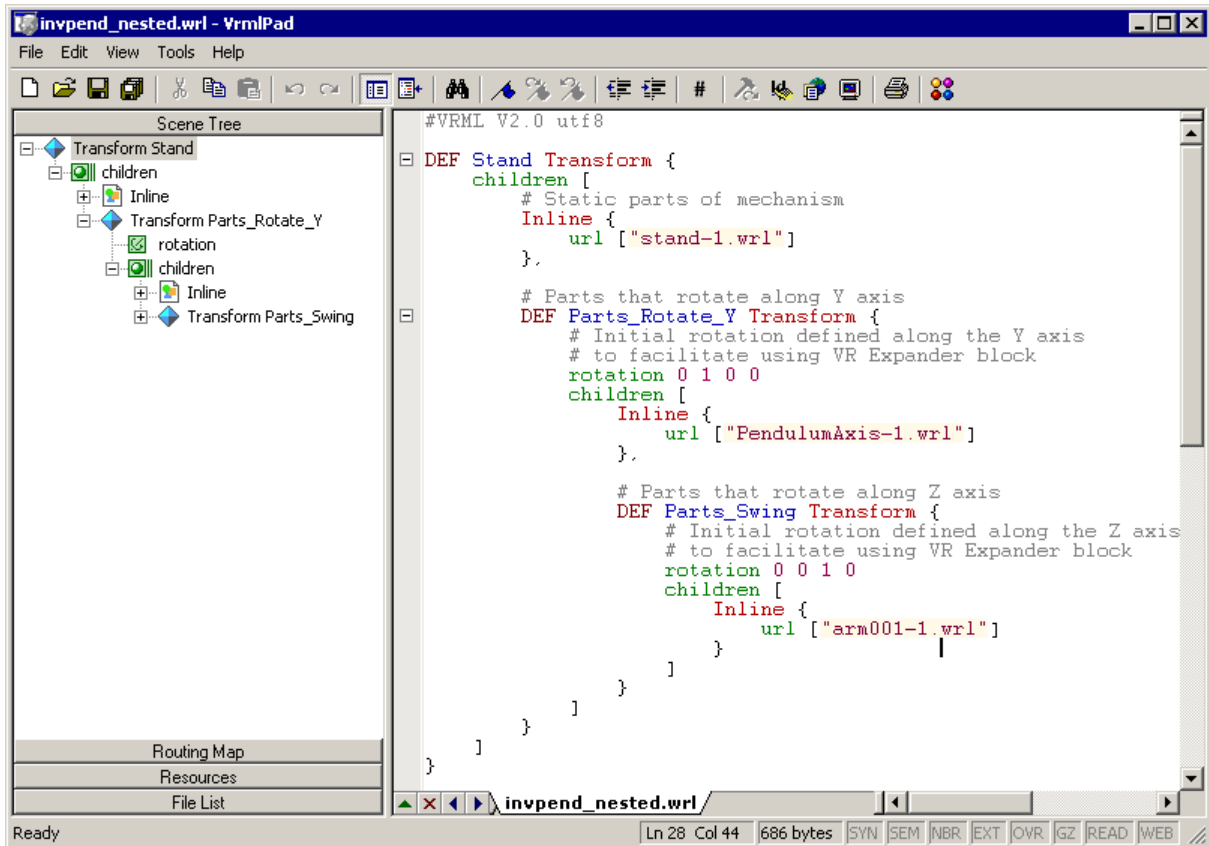 invpend_nested.wrl - VrmlPad
File Edit View Tools Help
Scene Tree
Transform Stand
children
Inline
Transform Parts_Rotate_Y
rotation
children
Inline
Transform Parts_Swing
Routing Map
Resources
File List
#VRML V2.0 utf8
DEF Stand Transform {
children [
# Static parts of mechanism
Inline {
url ["stand-1.wrl"]
},
# Parts that rotate along Y axis
DEF Parts_Rotate_Y Transform {
# Initial rotation defined along the Y axis
# to facilitate using VR Expander block
rotation 0 1 0 0
children [
Inline {
url ["PendulumAxis-1.wrl"]
},
# Parts that rotate along Z axis
DEF Parts_Swing Transform {
# Initial rotation defined along the Z axis
# to facilitate using VR Expander block
rotation 0 0 1 0
children [
Inline {
url ["arm001-1.wrl"]
}
]
}
]
}
]
}
invpend_nested.wrl
Ready
Ln 28 Col 44 686 bytes SYN SEM NBR EXT OVR GZ READ WEB